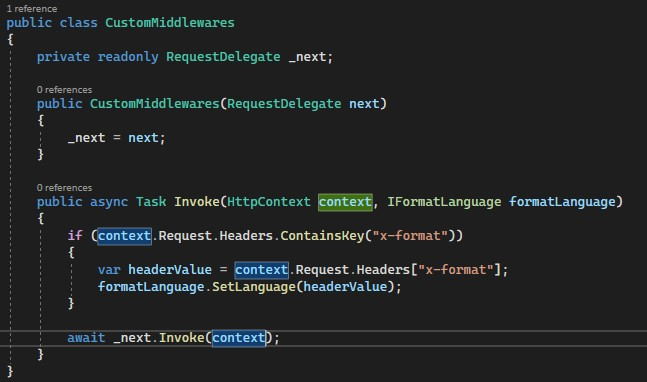 1 reference
public class CustomMiddlewares
{
private readonly RequestDelegate _next;
0 references
public CustomMiddlewares(RequestDelegate next)
{
_next = next;
}
0 references
public async Task Invoke(HttpContext context, IFormatLanguage formatLanguage)
{
if (context.Request.Headers.ContainsKey("x-format"))
{
var headerValue = context.Request.Headers["x-format"];
formatLanguage.SetLanguage(headerValue);
}
await _next.Invoke(context);
}
}